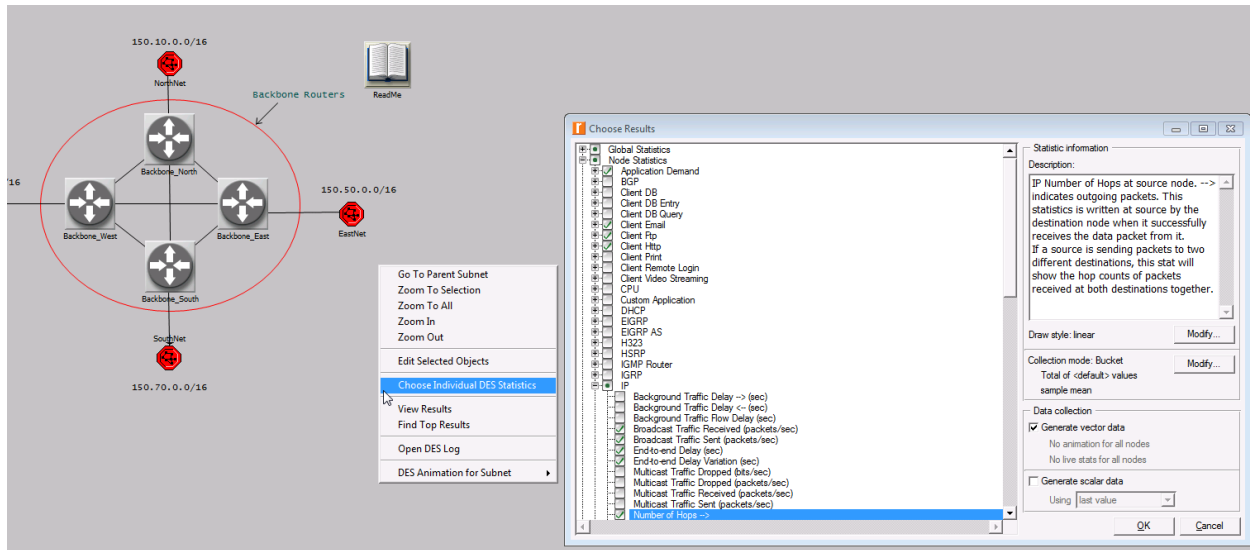 150.10.0.0/16
NorthNet
Backbone Routers
ReadMe
Backbone_North
/16
150.50.0.0/16
Backbone_West
Backbone_East
EastNet
Backbone_South
SouthNet
150.70.0.0/16
Go To Parent Subnet
Zoom To Selection
Zoom To All
Zoom In
Zoom Out
Edit Selected Objects
Choose Individual DES Statistics
View Results
Find Top Results
Open DES Log
DES Animation for Subnet
Choose Results
Global Statistics
Node Statistics
Application Demand
BGP
Client DB
Client DB Entry
Client DB Query
Client Email
Client Ftp
Client Http
Client Print
Client Remote Login
Client Video Streaming
CPU
Custom Application
DHCP
EIGRP
EIGRP AS
H323
HSRP
IGMP Router
IGRP
IP
Background Traffic Delay --> (sec)
Background Traffic Delay <-- (sec)
Background Traffic Flow Delay (sec)
Broadcast Traffic Received (packets/sec)
Broadcast Traffic Sent (packets/sec)
End-to-end Delay (sec)
End-to-end Delay Variation (sec)
Multicast Traffic Dropped (bits/sec)
Multicast Traffic Dropped (packets/sec)
Multicast Traffic Received (packets/sec)
Multicast Traffic Sent (packets/sec)
Number of Hops -->
Statistic information
Description:
IP Number of Hops at source node. -->
indicates outgoing packets. This
statistics is written at source by the
destination node when it successfully
receives the data packet from it.
If a source is sending packets to two
different destinations, this stat will
show the hop counts of packets
received at both destinations together.
Draw style: linear
Modify...
Collection mode: Bucket
Modify...
Total of <default> values
sample mean
Data collection
Generate vector data
No animation for all nodes
No live stats for all nodes
Generate scalar data
Using last value
OK
Cancel